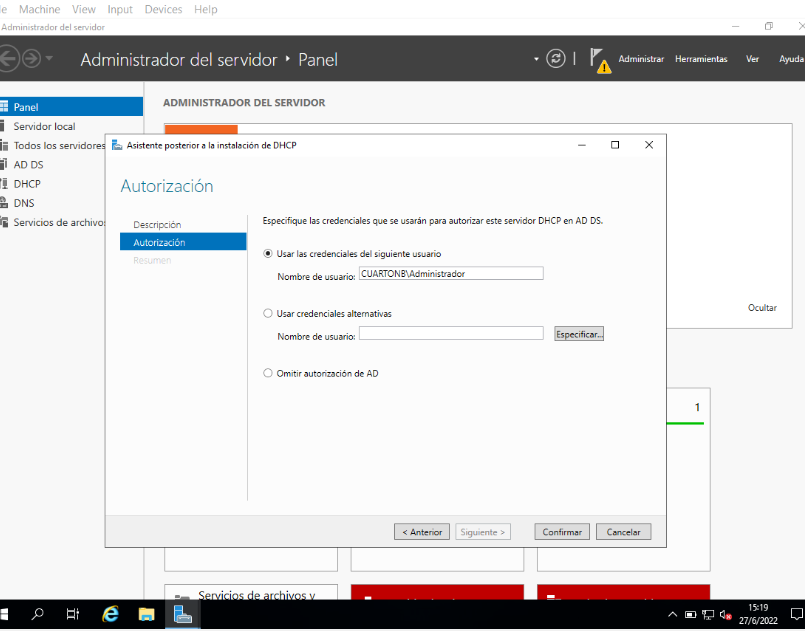 Machine View Input Devices Help
Administrador del servidor
Administrador del servidor ‣ Panel
Administrar Herramientas Ver Ayuda
Panel
Servidor local
Todos los servidores
AD DS
DHCP
DNS
Servicios de archivos
ADMINISTRADOR DEL SERVIDOR
Asistente posterior a la instalación de DHCP
Autorización
Descripción
Autorización
Resumen
Especifique las credenciales que se usarán para autorizar este servidor DHCP en AD DS.
Usar las credenciales del siguiente usuario
Nombre de usuario: CUARTONB\Administrador
Usar credenciales alternativas
Nombre de usuario:
Especificar...
Omitir autorización de AD
< Anterior
Siguiente >
Confirmar
Cancelar
Ocultar
1
Servicios de archivos y
15:19
27/6/2022